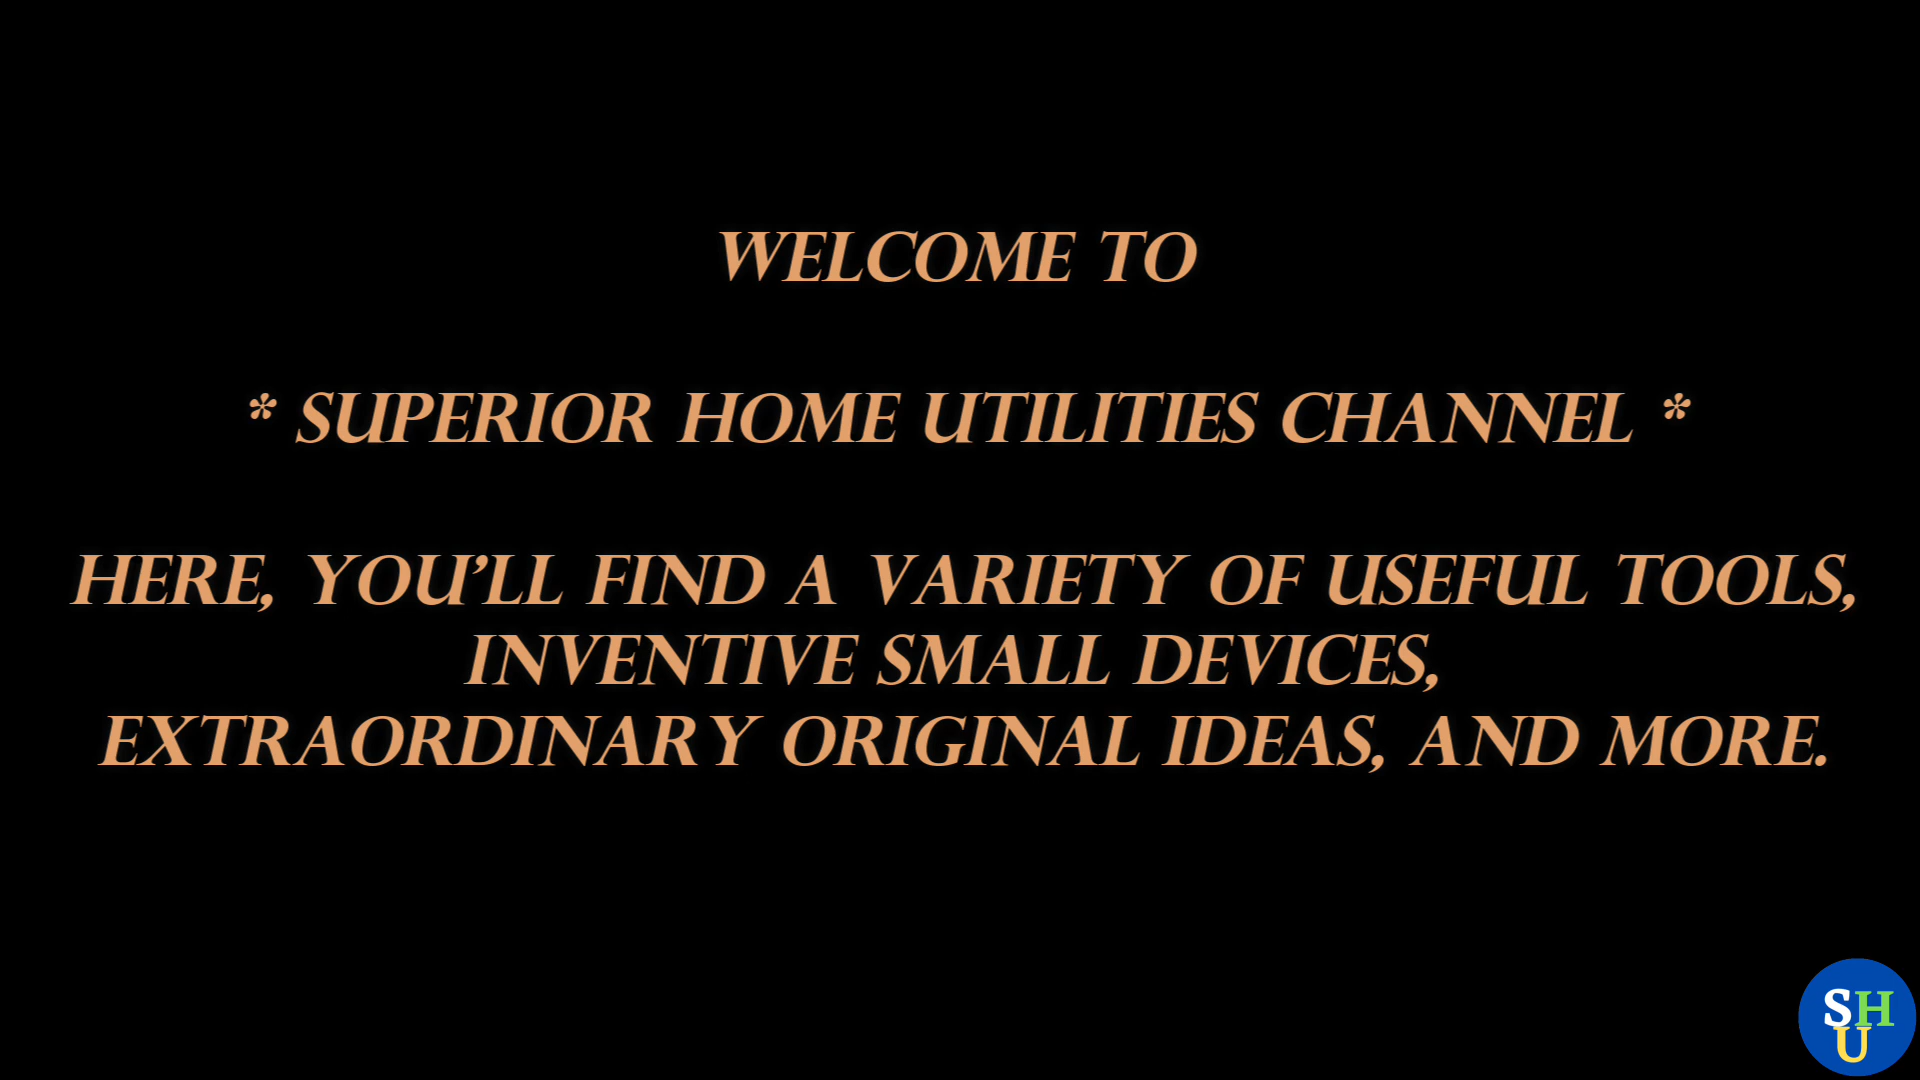 WELCOME TO
* SUPERIOR HOME UTILITIES CHANNEL *
HERE, YOU’LL FIND A VARIETY OF USEFUL TOOLS,
INVENTIVE SMALL DEVICES,
EXTRAORDINARY ORIGINAL IDEAS, AND MORE.
SH
U